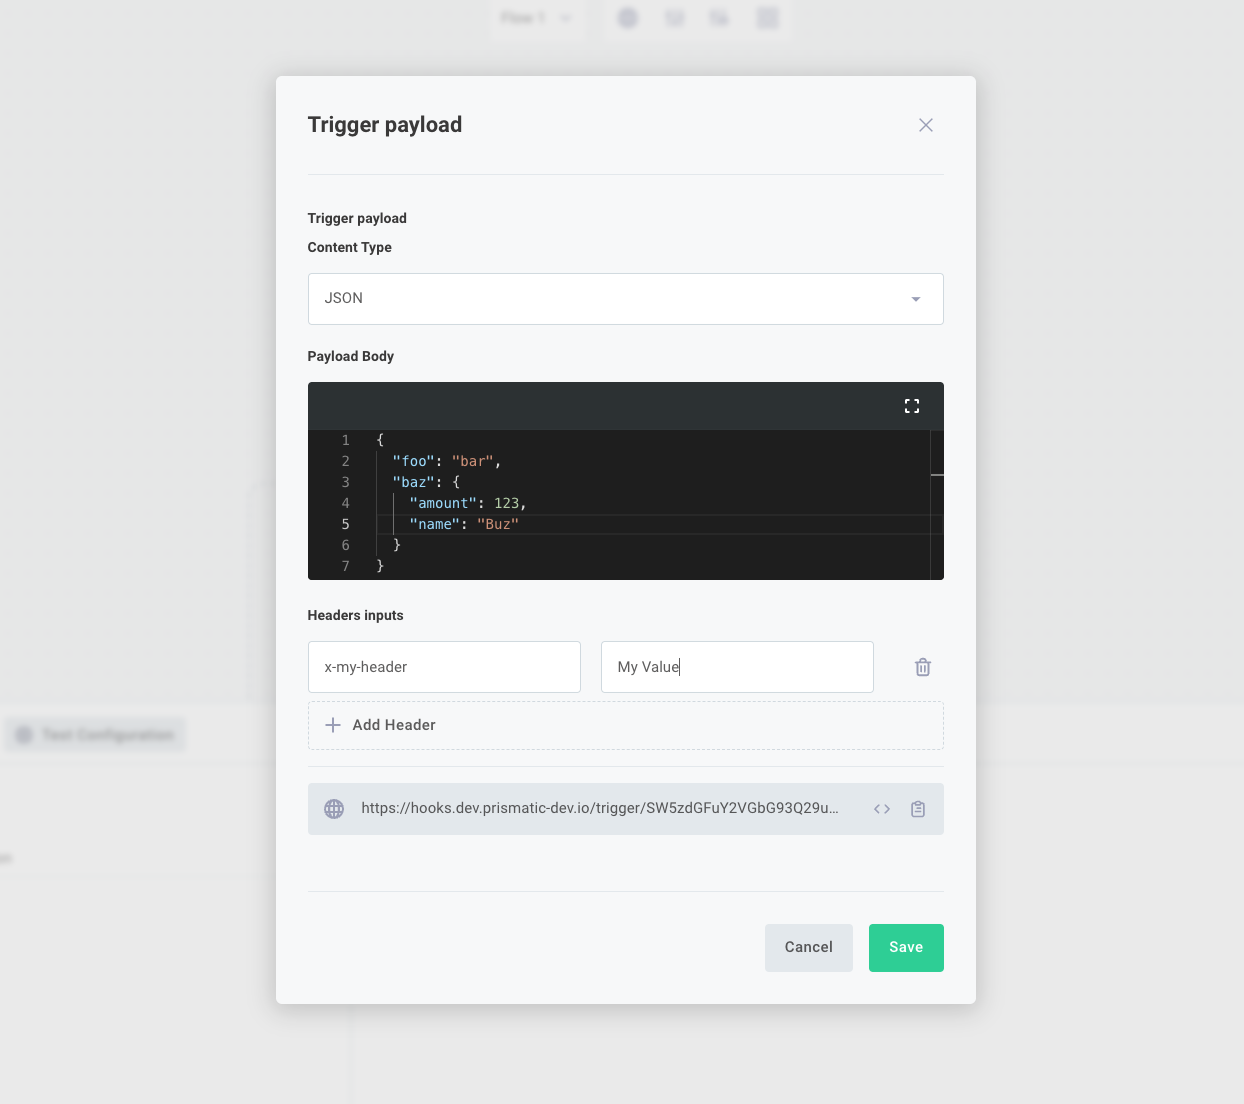 Flow 1
Trigger payload
Trigger payload
Content Type
JSON
Payload Body
1 {
2   "foo": "bar",
3   "baz": {
4     "amount": 123,
5     "name": "Buz"
6   }
7 }
Headers inputs
x-my-header
My Value
Add Header
Test Configuration
https://hooks.dev.prismatic-dev.io/trigger/SW5zdGFuY2VGbG93Q29u...
Cancel
Save